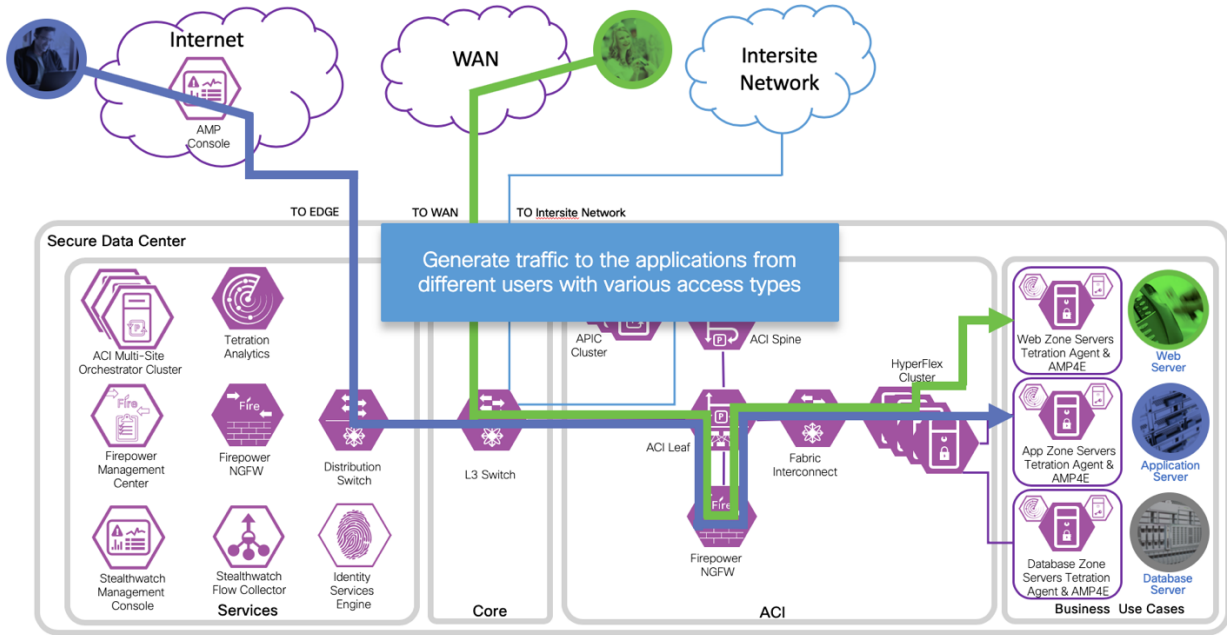 Internet
AMP
Console
WAN
Intersite
Network
TO EDGE
TO WAN
TO Intersite Network
Secure Data Center
Generate traffic to the applications from
different users with various access types
ACI Multi-Site
Orchestrator Cluster
Tetration
Analytics
Fire
Firepower
Management
Center
Fire
Firepower
NGFW
Distribution
Switch
Stealthwatch
Management
Console
Stealthwatch
Flow Collector
Identity
Services
Engine
Services
L3 Switch
Core
P
APIC
Cluster
P
ACI Spine
P
ACI Leaf
Fire
Firepower
NGFW
Fabric
Interconnect
HyperFlex
Cluster
ACI
Web Zone Servers
Tetration Agent &
AMP4E
Web
Server
App Zone Servers
Tetration Agent &
AMP4E
Application
Server
Database Zone
Servers Tetration
Agent & AMP4E
Database
Server
Business Use Cases